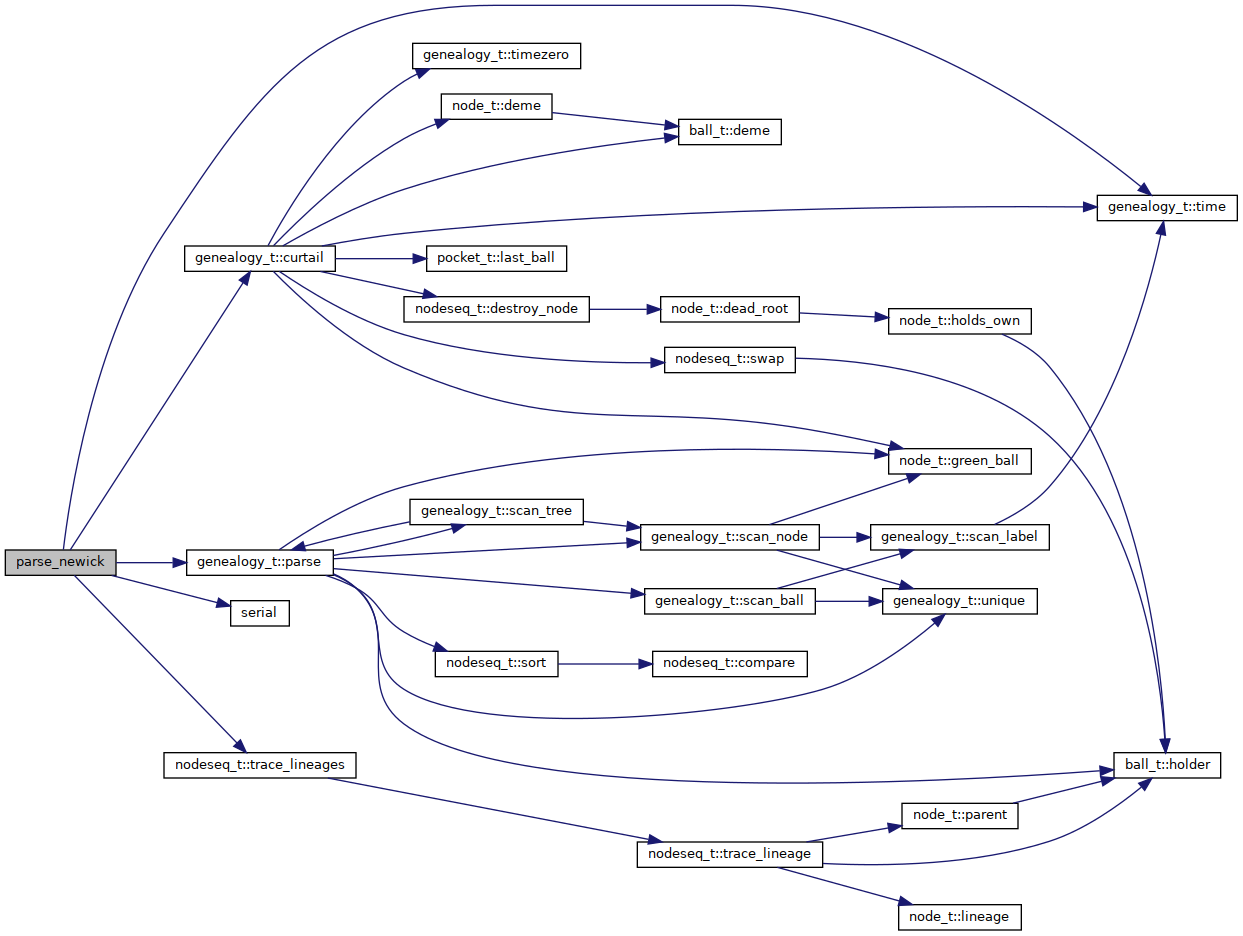 genealogy_t::timezero
node_t::deme
ball_t::deme
genealogy_t::time
genealogy_t::curtail
pocket_t::last_ball
nodeseq_t::destroy_node
node_t::dead_root
node_t::holds_own
nodeseq_t::swap
node_t::green_ball
genealogy_t::scan_tree
genealogy_t::scan_node
genealogy_t::scan_label
parse_newick
genealogy_t::parse
genealogy_t::scan_ball
genealogy_t::unique
serial
nodeseq_t::sort
nodeseq_t::compare
nodeseq_t::trace_lineages
ball_t::holder
node_t::parent
nodeseq_t::trace_lineage
node_t::lineage